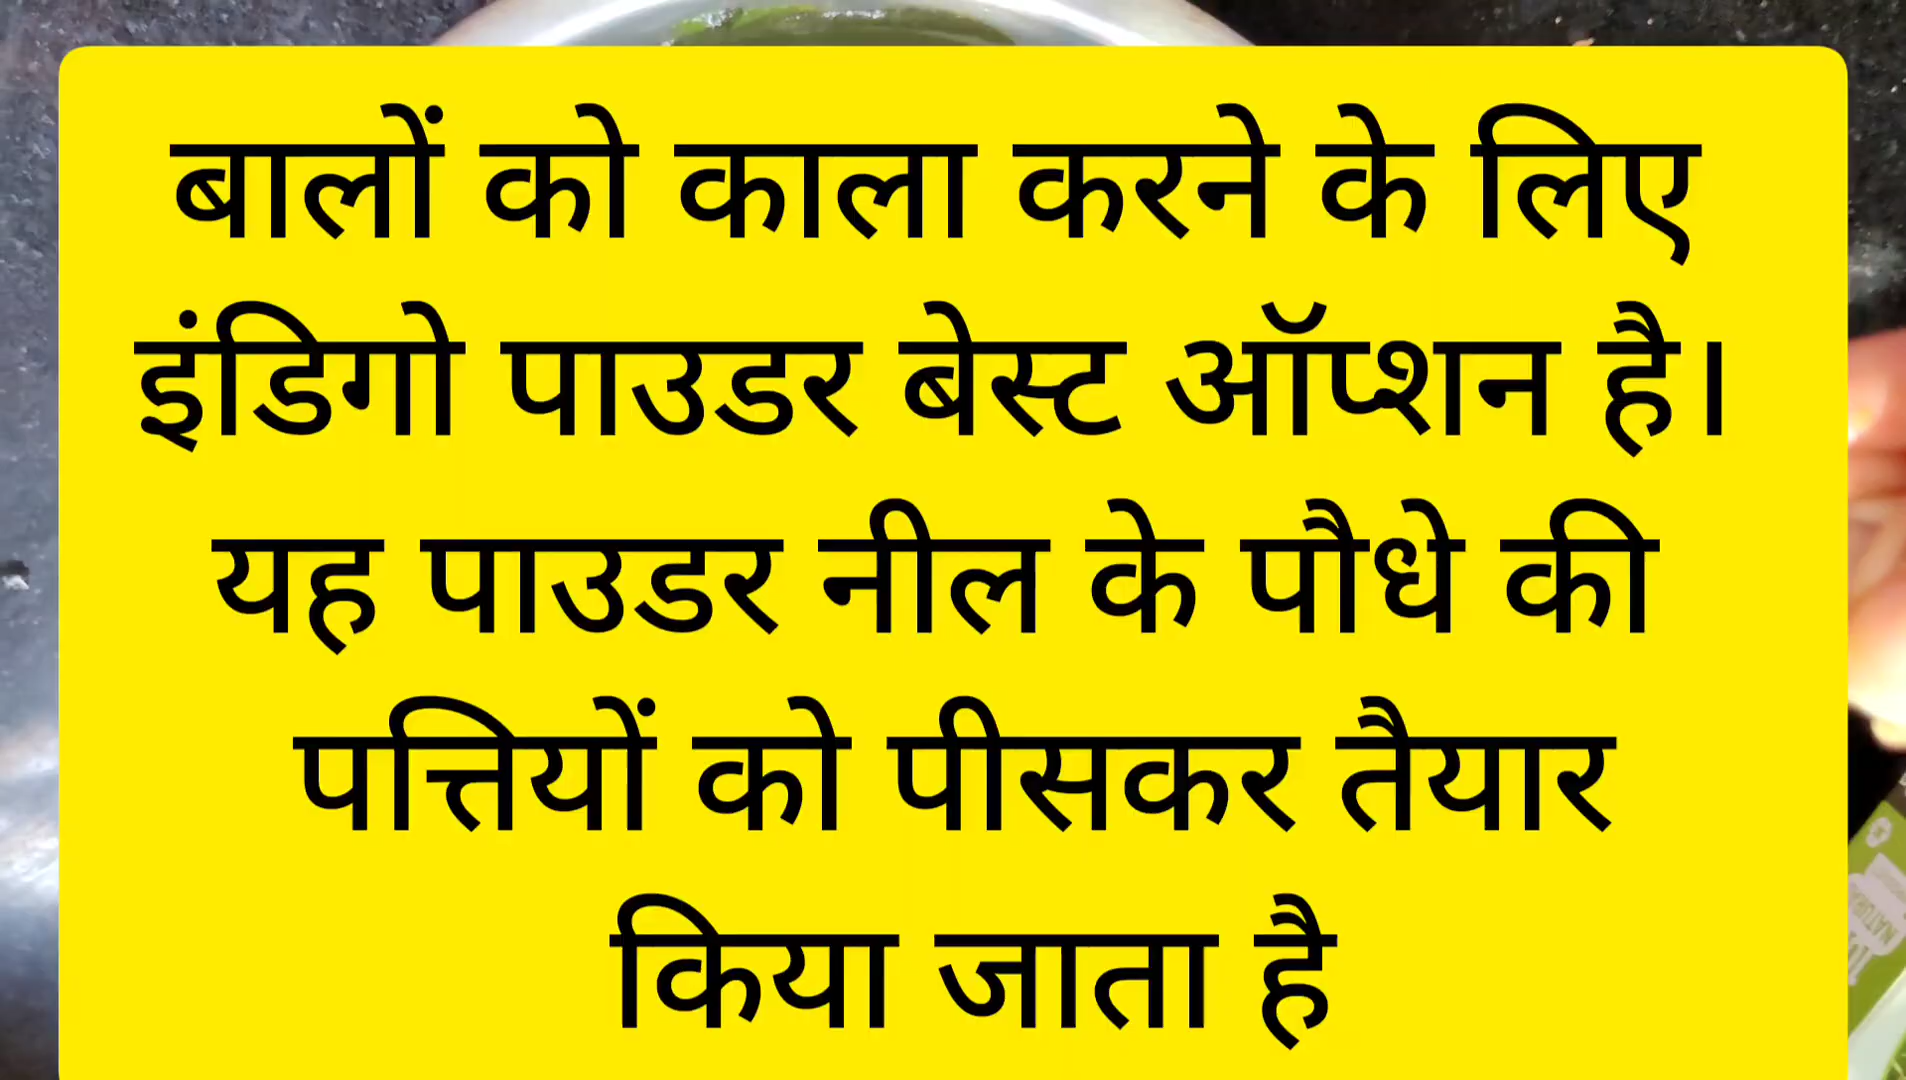 बालों को काला करने के लिए
इंडिगो पाउडर बेस्ट ऑप्शन है।
यह पाउडर नील के पौधे की
पत्तियों को पीसकर तैयार
किया जाता है